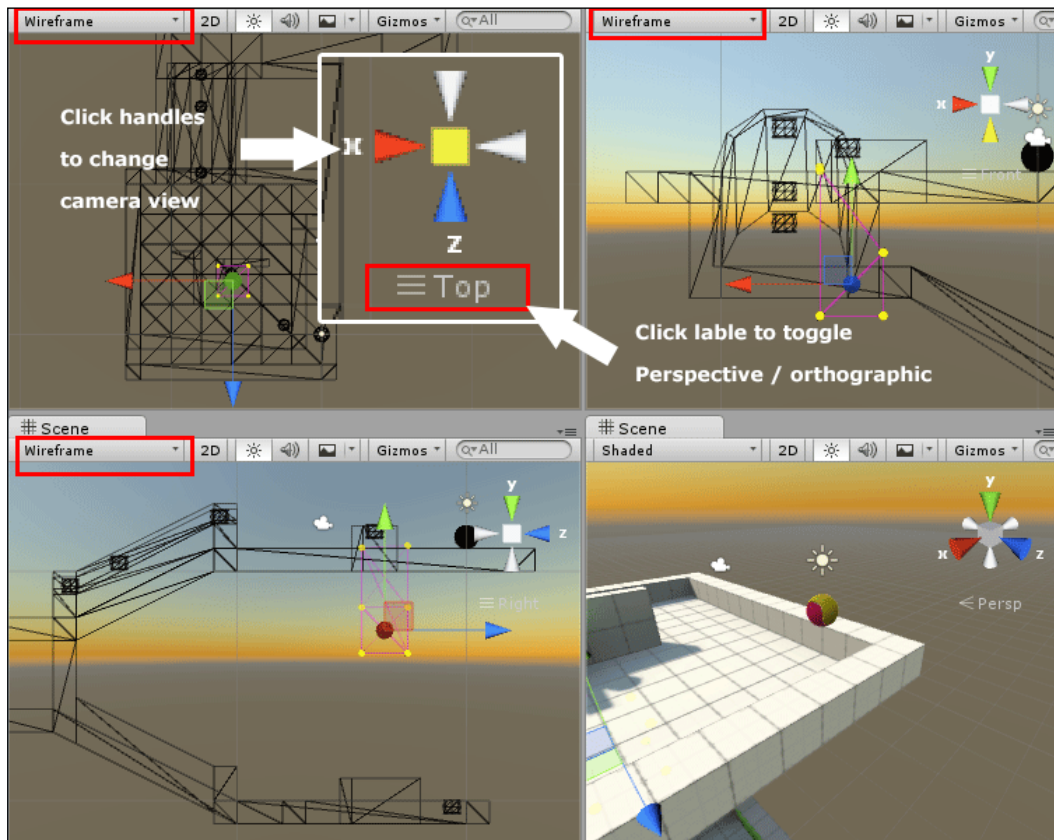 Wireframe 2D Gizmos All
Wireframe 2D Gizmos
Click handles
to change
camera view
x
z
Top
y
x
Front
Click lable to toggle
Perspective / orthographic
Scene
Wireframe 2D Gizmos All
y
z
Right
Scene
Shaded 2D Gizmos
y
x z
Persp